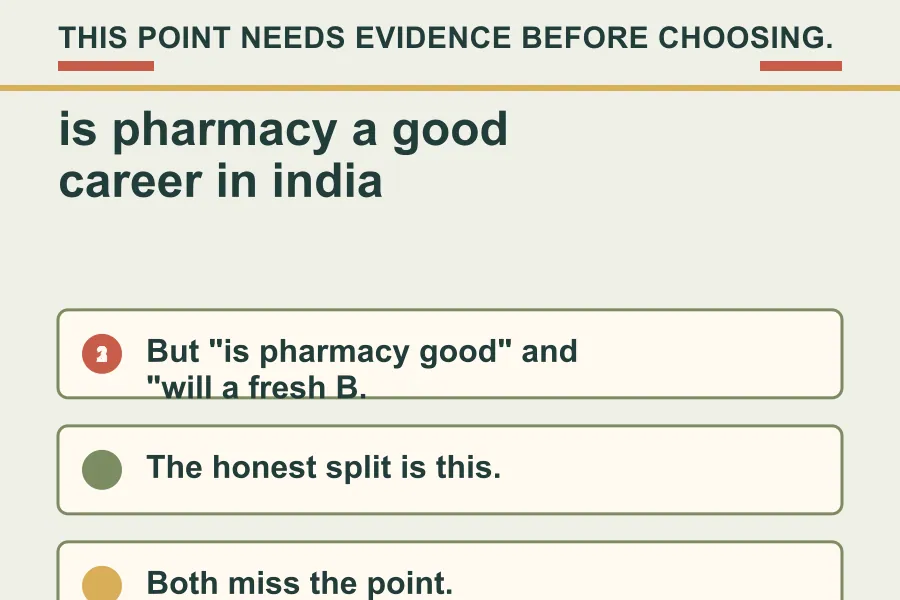 THIS POINT NEEDS EVIDENCE BEFORE CHOOSING.
is pharmacy a good
career in india
But "is pharmacy good" and
"will a fresh B.
The honest split is this.
Both miss the point.